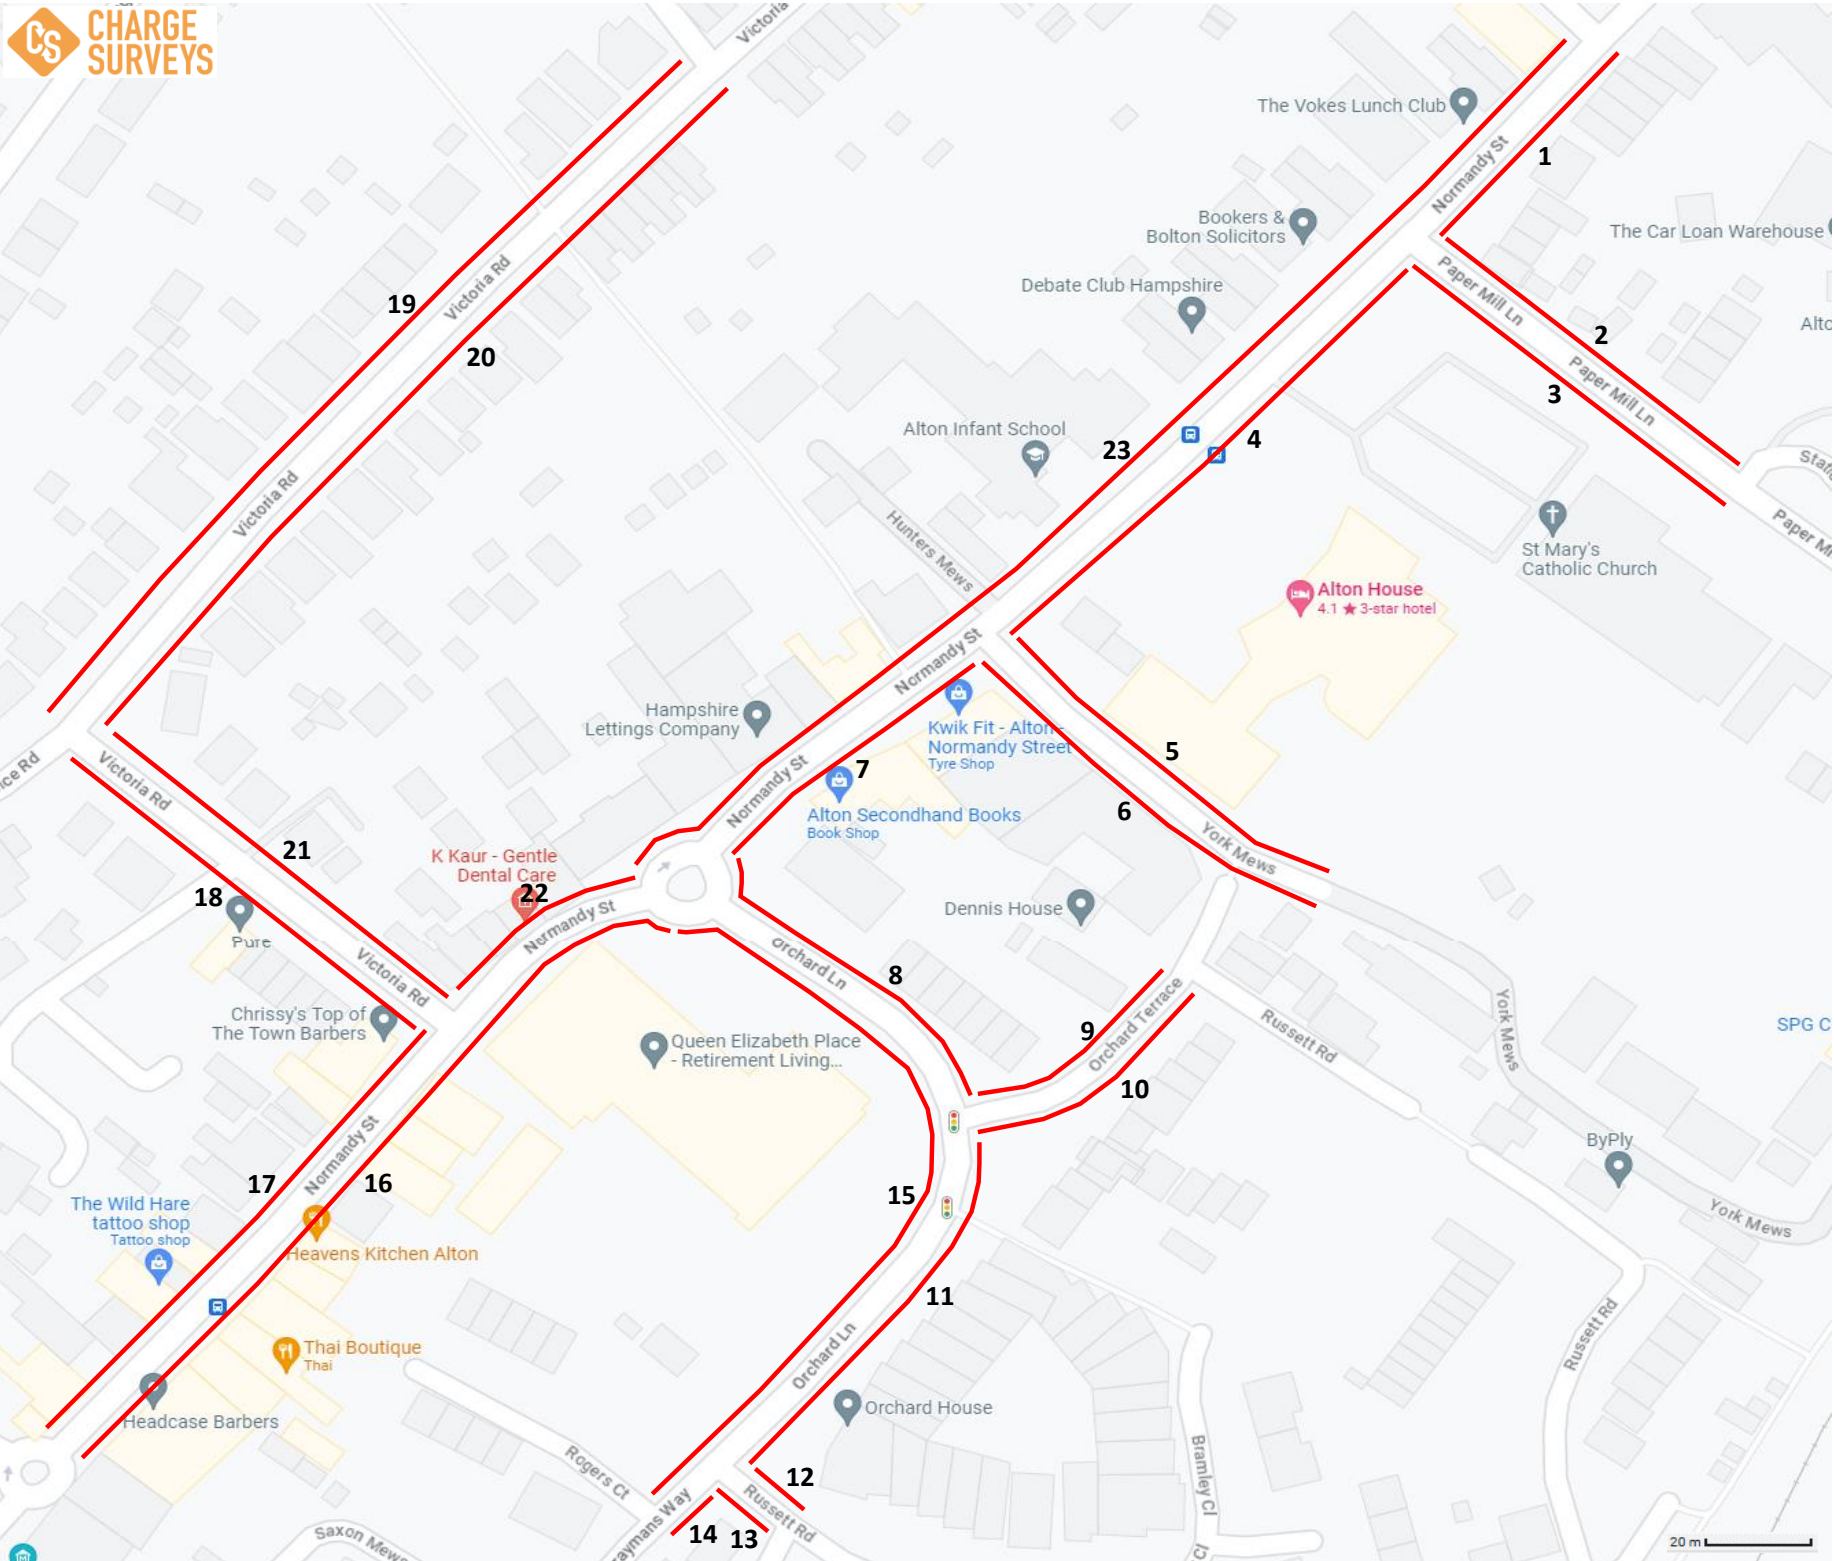 CHARGE
SURVEYS
Victoria
The Vokes Lunch Club
Normandy St
1
Bookers &
Bolton Solicitors
The Car Loan Warehouse
Paper Mill Ln
Debate Club Hampshire
Victoria Rd
19
20
2
Alto
Paper Mill Ln
3
Alton Infant School
23
4
Victoria Rd
Hunters Mews
Paper M
St Mary's
Catholic Church
Alton House
4.1 ★ 3-star hotel
Normandy St
Hampshire
Lettings Company
Kwik Fit - Alton -
Normandy Street
Tyre Shop
5
ce Rd
Victoria Rd
Normandy St
7
Alton Secondhand Books
Book Shop
6
York Mews
21
K Kaur - Gentle
Dental Care
22
18
Pure
Normandy St
Dennis House
Orchard Ln
8
Victoria Rd
Chrissy's Top of
The Town Barbers
Queen Elizabeth Place
- Retirement Living...
9
Orchard Terrace
10
Russett Rd
York Mews
SPG C
ByPly
Normandy St
17
16
15
The Wild Hare
tattoo shop
Tattoo shop
York Mews
Heavens Kitchen Alton
11
Thai Boutique
Thai
Orchard Ln
Russett Rd
Headcase Barbers
Orchard House
Rogers Ct
12
Russett Rd
Bramley Cl
14
13
aymans Way
Saxon Mews
Cl
20 m